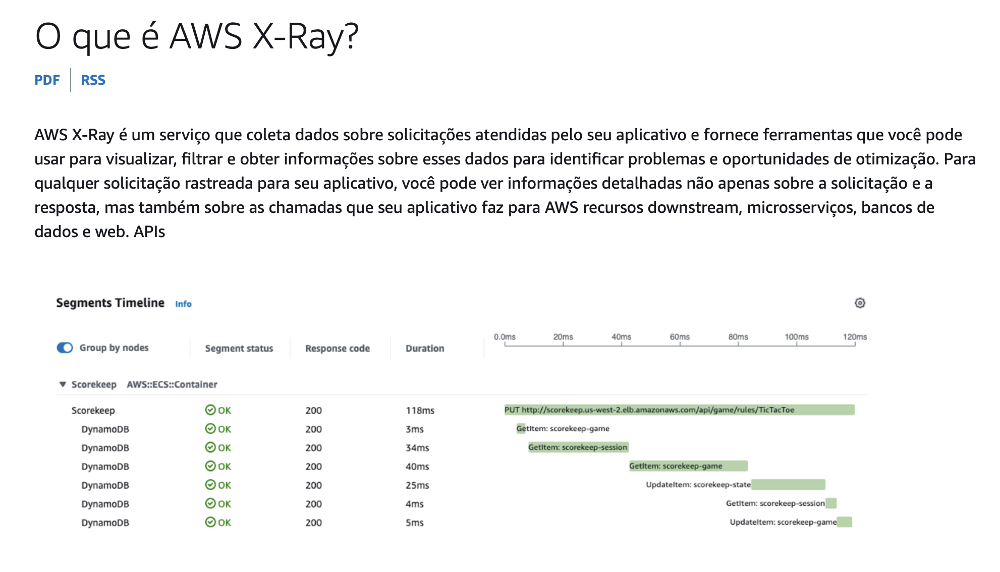 O que é AWS X-Ray?
PDF | RSS
AWS X-Ray é um serviço que coleta dados sobre solicitações atendidas pelo seu aplicativo e fornece ferramentas que você pode
usar para visualizar, filtrar e obter informações sobre esses dados para identificar problemas e oportunidades de otimização. Para
qualquer solicitação rastreada para seu aplicativo, você pode ver informações detalhadas não apenas sobre a solicitação e a
resposta, mas também sobre as chamadas que seu aplicativo faz para AWS recursos downstream, microsserviços, bancos de
dados e web. APIs
Segments Timeline Info
0.0ms 20ms 40ms 60ms 80ms 100ms 120ms
Group by nodes Segment status Response code Duration
Scorekeep AWS::ECS::Container
Scorekeep OK 200 118ms PUT http://scorekeep.us-west-2.elb.amazonaws.com/api/game/rules/TicTacToe
DynamoDB OK 200 3ms GetItem: scorekeep-game
DynamoDB OK 200 34ms GetItem: scorekeep-session
DynamoDB OK 200 40ms GetItem: scorekeep-game
DynamoDB OK 200 25ms UpdateItem: scorekeep-state
DynamoDB OK 200 4ms GetItem: scorekeep-session
DynamoDB OK 200 5ms UpdateItem: scorekeep-game